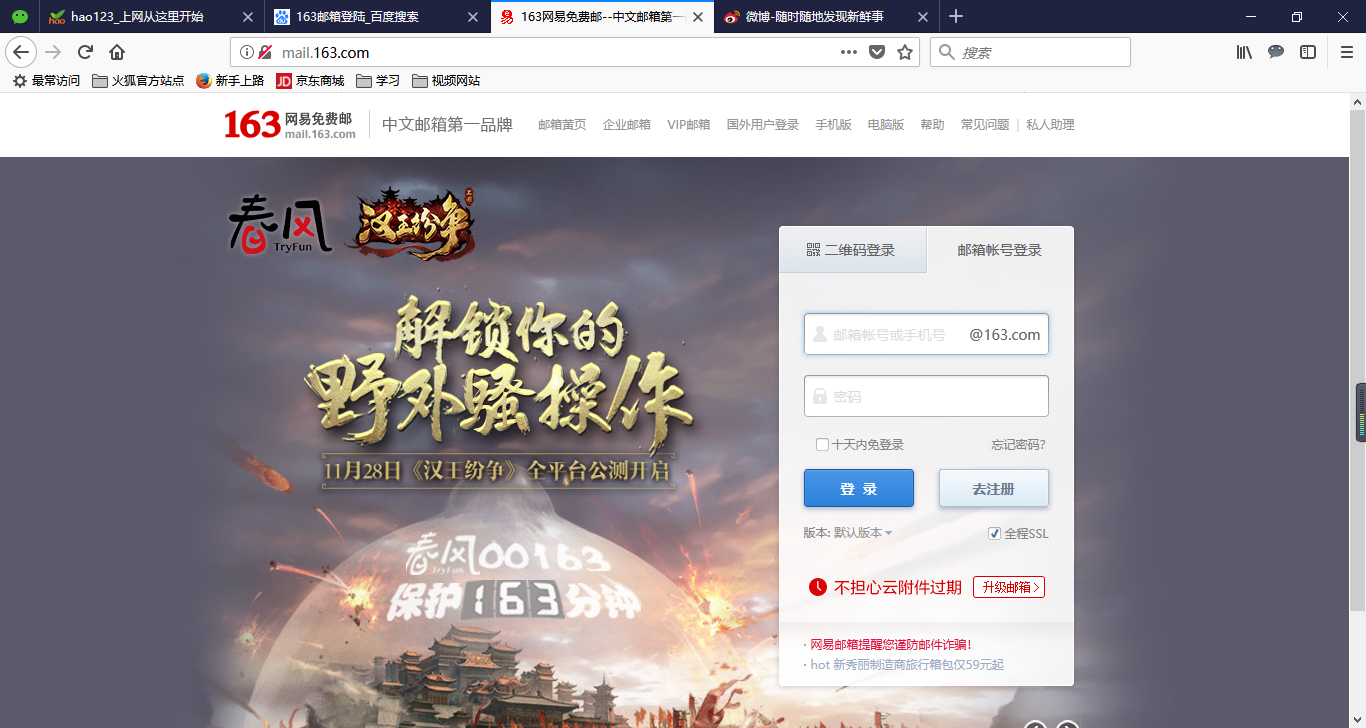 hao123_上网从这里开始
163邮箱登陆_百度搜索
163网易免费邮--中文邮箱第一
微博-随时随地发现新鲜事
mail.163.com
搜索
最常访问 火狐官方站点 新手上路 JD 京东商城 学习 视频网站
163 网易免费邮 mail.163.com 中文邮箱第一品牌
邮箱黄页 企业邮箱 VIP邮箱 国外用户登录 手机版 电脑版 帮助 常见问题 | 私人助理
春风 TryFun 汉王纷争
解锁你的
野外骚操作
11月28日《汉王纷争》全平台公测开启
春风00163
TryFun
保护163分钟
二维码登录 邮箱帐号登录
邮箱帐号或手机号 @163.com
密码
十天内免登录 忘记密码?
登 录 去注册
版本: 默认版本 全程SSL
不担心云附件过期 升级邮箱>
· 网易邮箱提醒您谨防邮件诈骗!
· hot 新秀丽制造商旅行箱包仅59元起